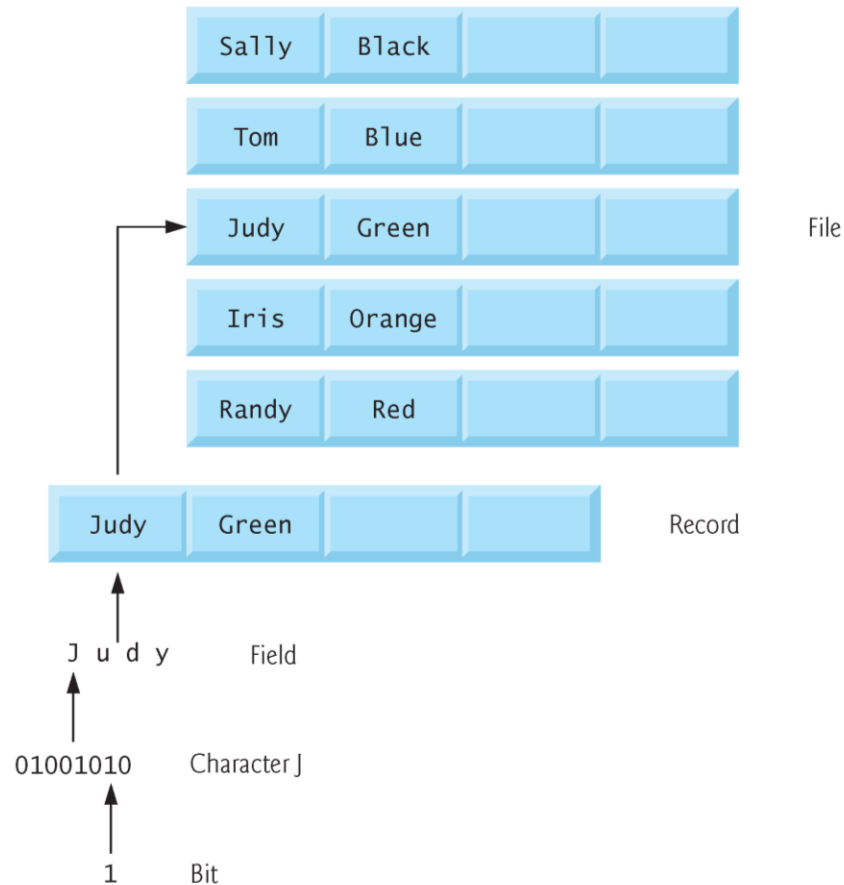 Sally Black
Tom Blue
Judy Green File
Iris Orange
Randy Red
Judy Green Record
J u d y Field
01001010 Character J
1 Bit